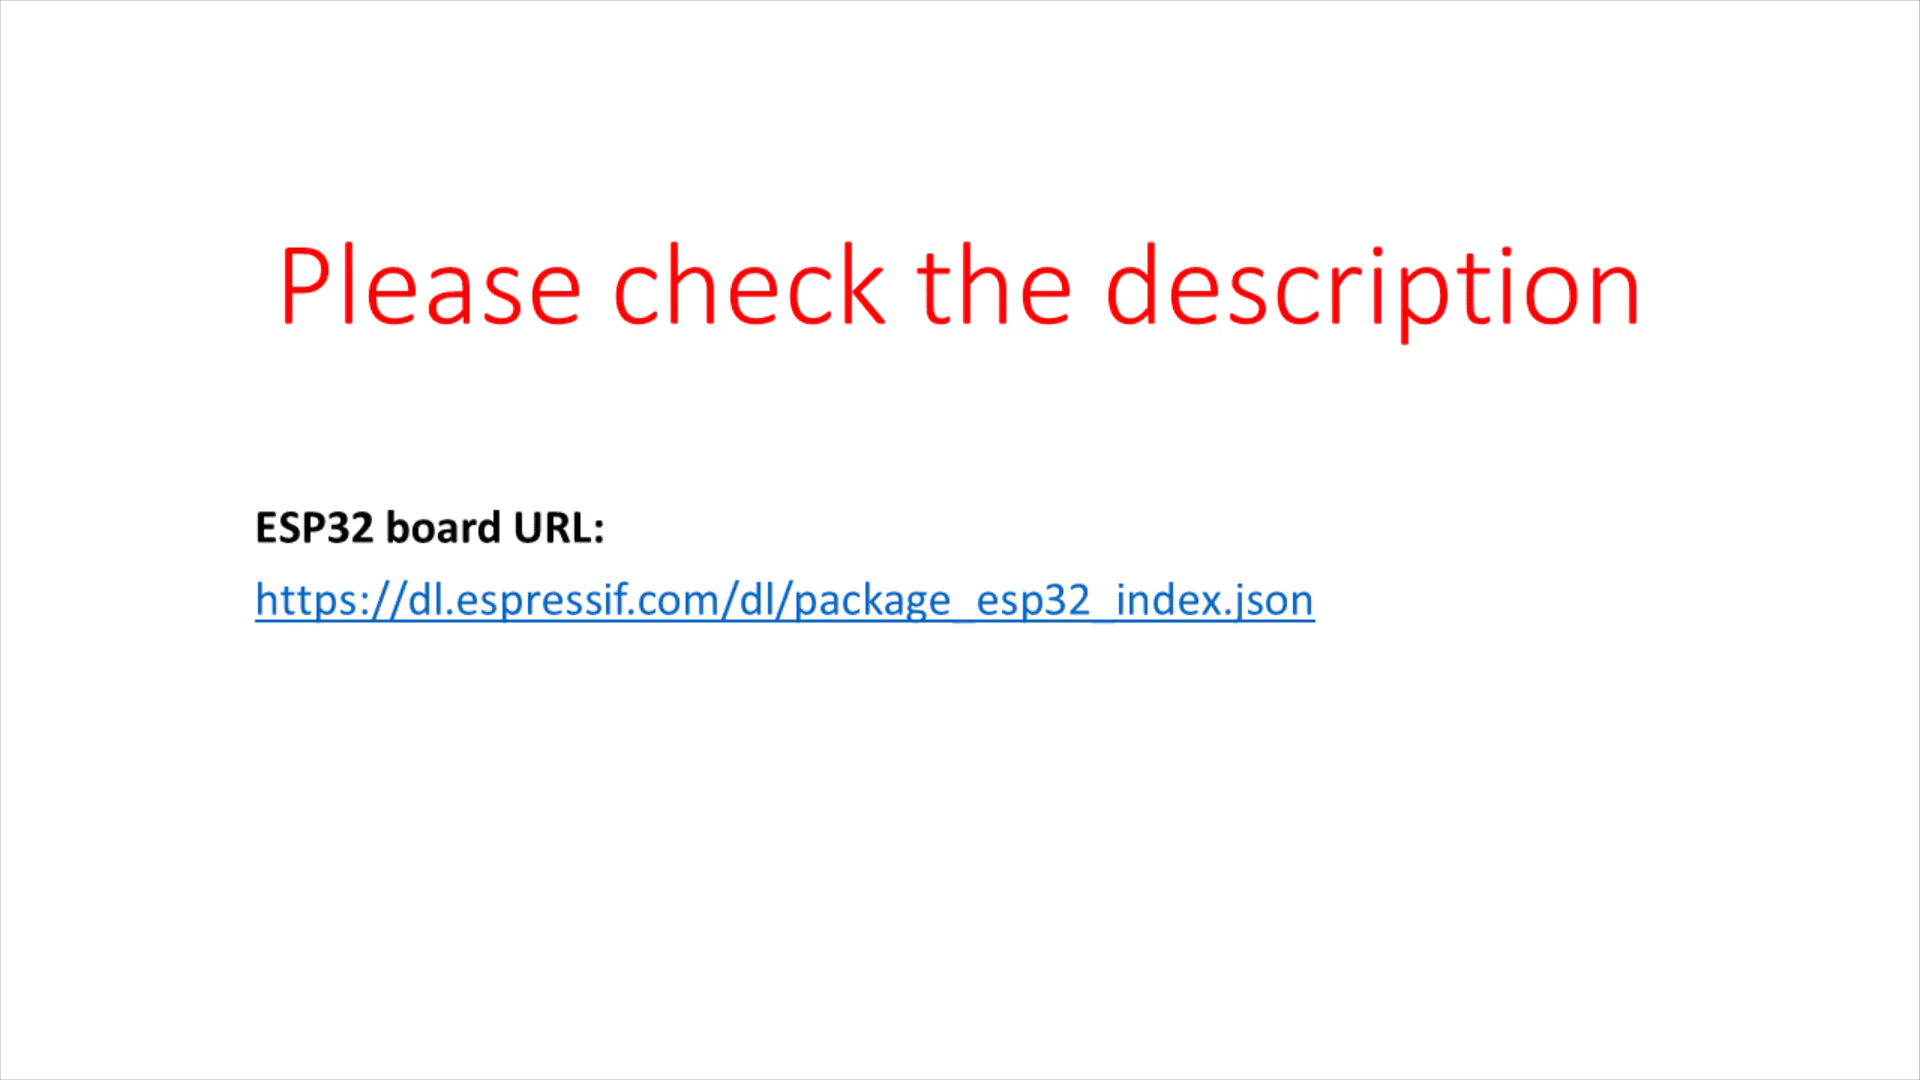 Please check the description
ESP32 board URL:
https://dl.espressif.com/dl/package_esp32_index.json